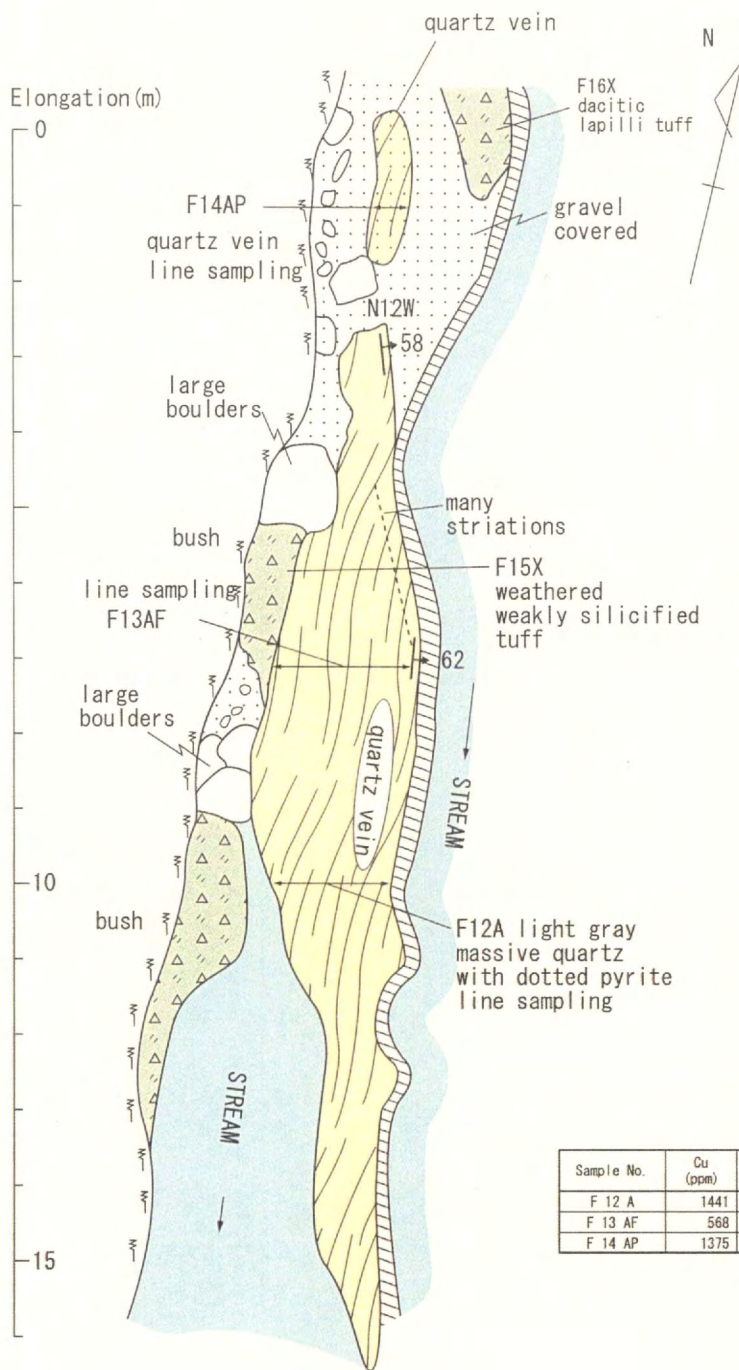 quartz vein
N
Elongation(m)
0
F16X
dacitic
lapilli tuff
F14AP
quartz vein
line sampling
gravel
covered
N12W
58
large
boulders
many
striations
bush
F15X
weathered
weakly silicified
tuff
line sampling
F13AF
62
large
boulders
quartz vein
STREAM
10
bush
F12A light gray
massive quartz
with dotted pyrite
line sampling
STREAM
Sample No. Cu
(ppm)
F 12 A 1441
F 13 AF 568
F 14 AP 1375
15